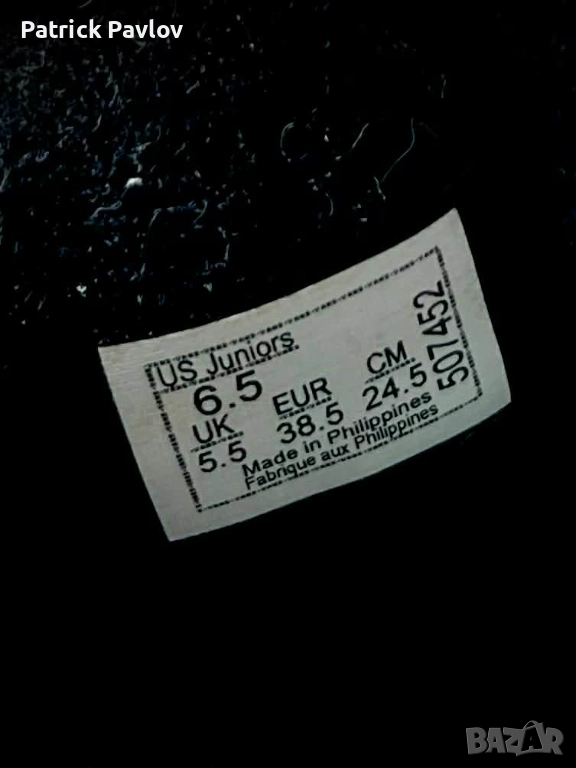 Patrick Pavlov
US Juniors
6.5
UK EUR CM
5.5 38.5 24.5
Made in Philippines
Fabrique aux Philippines
507452
BAZAR